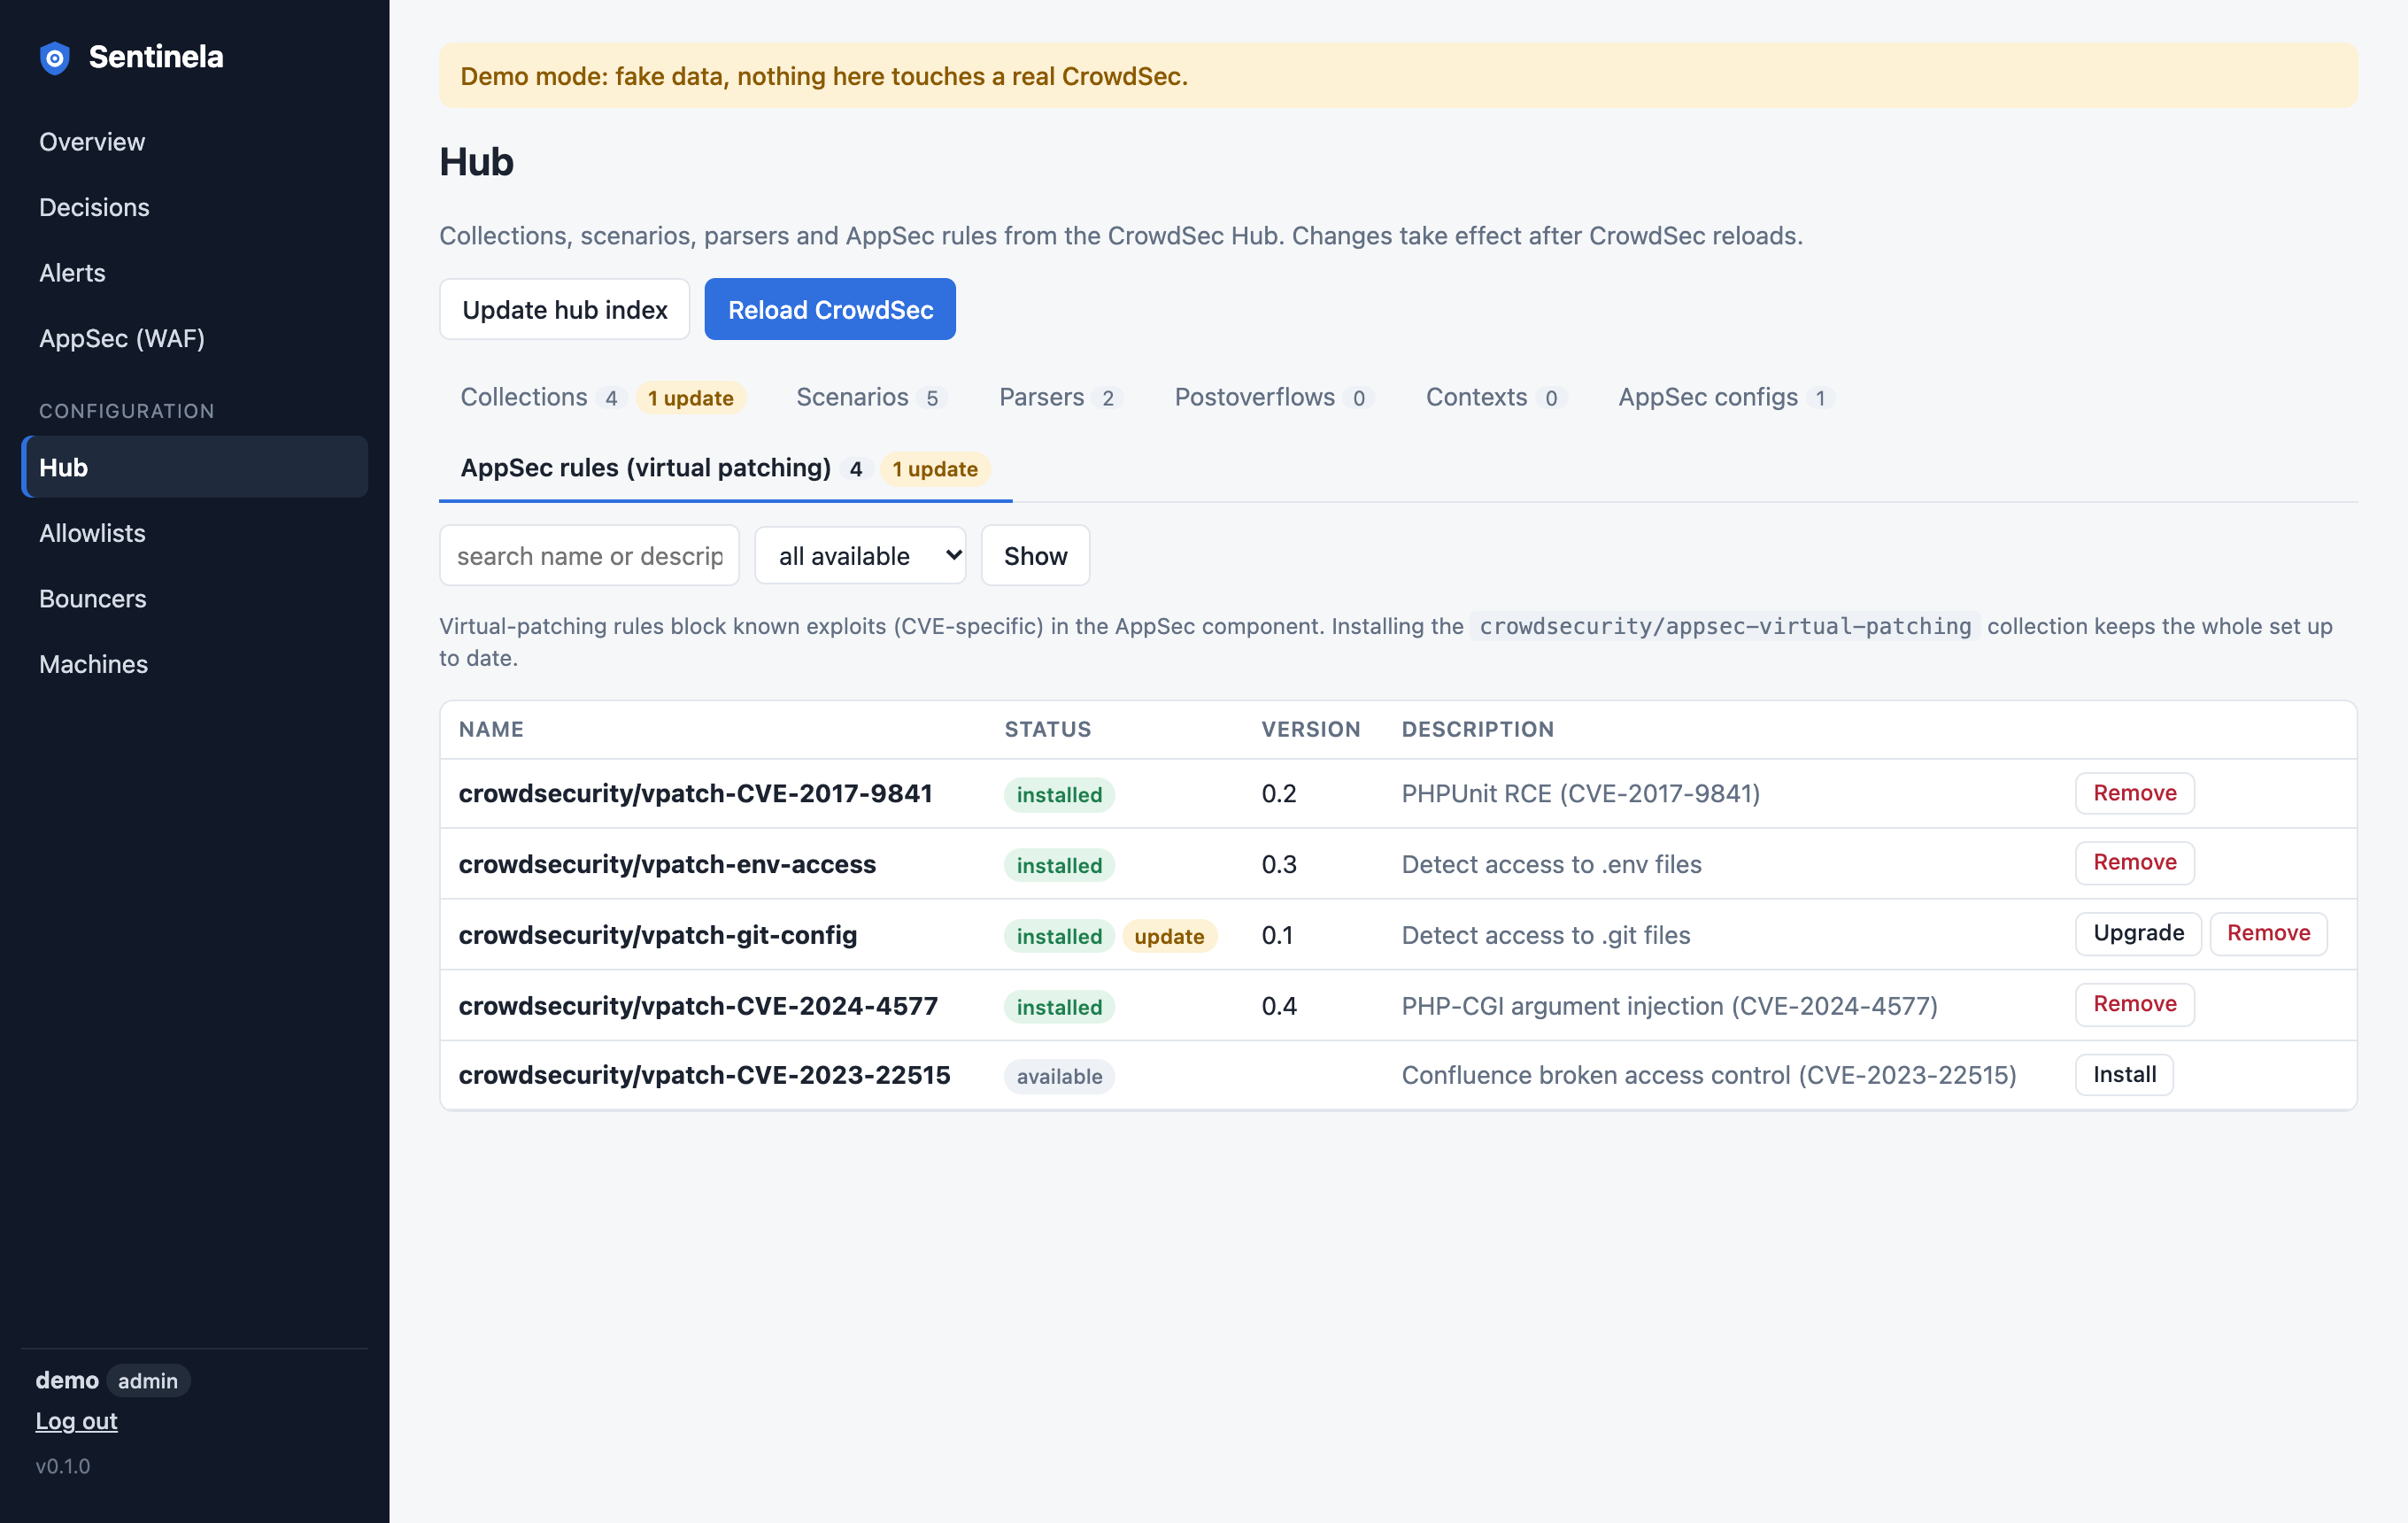 Sentinela
Overview
Decisions
Alerts
AppSec (WAF)
CONFIGURATION
Hub
Allowlists
Bouncers
Machines
demo admin
Log out
v0.1.0
Demo mode: fake data, nothing here touches a real CrowdSec.
Hub
Collections, scenarios, parsers and AppSec rules from the CrowdSec Hub. Changes take effect after CrowdSec reloads.
Update hub index Reload CrowdSec
Collections 4 1 update Scenarios 5 Parsers 2 Postoverflows 0 Contexts 0 AppSec configs 1
AppSec rules (virtual patching) 4 1 update
search name or descrip all available Show
Virtual-patching rules block known exploits (CVE-specific) in the AppSec component. Installing the crowdsecurity/appsec-virtual-patching collection keeps the whole set up
to date.
NAME STATUS VERSION DESCRIPTION
crowdsecurity/vpatch-CVE-2017-9841 installed 0.2 PHPUnit RCE (CVE-2017-9841) Remove
crowdsecurity/vpatch-env-access installed 0.3 Detect access to .env files Remove
crowdsecurity/vpatch-git-config installed update 0.1 Detect access to .git files Upgrade Remove
crowdsecurity/vpatch-CVE-2024-4577 installed 0.4 PHP-CGI argument injection (CVE-2024-4577) Remove
crowdsecurity/vpatch-CVE-2023-22515 available Confluence broken access control (CVE-2023-22515) Install